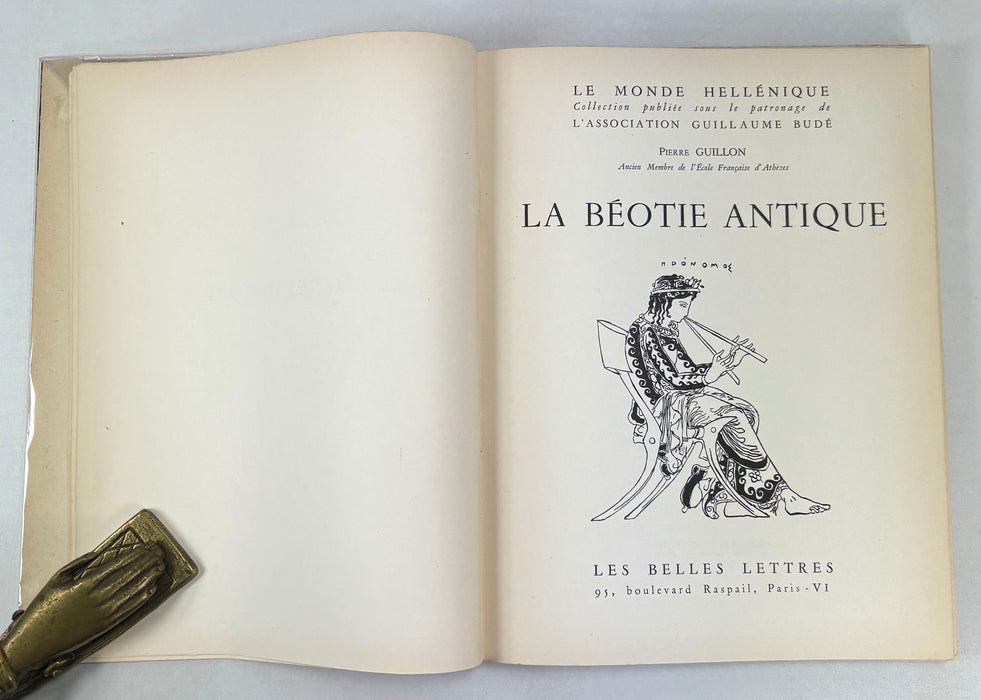 LE MONDE HELLÉNIQUE
Collection publiée sous le patronage de
L'ASSOCIATION GUILLAUME BUDÉ
PIERRE GUILLON
Ancien Membre de l'École Française d'Athènes
LA BÉOTIE ANTIQUE
ΠΡΌΝΟΜΟΣ
LES BELLES LETTRES
95, boulevard Raspail, Paris-VI